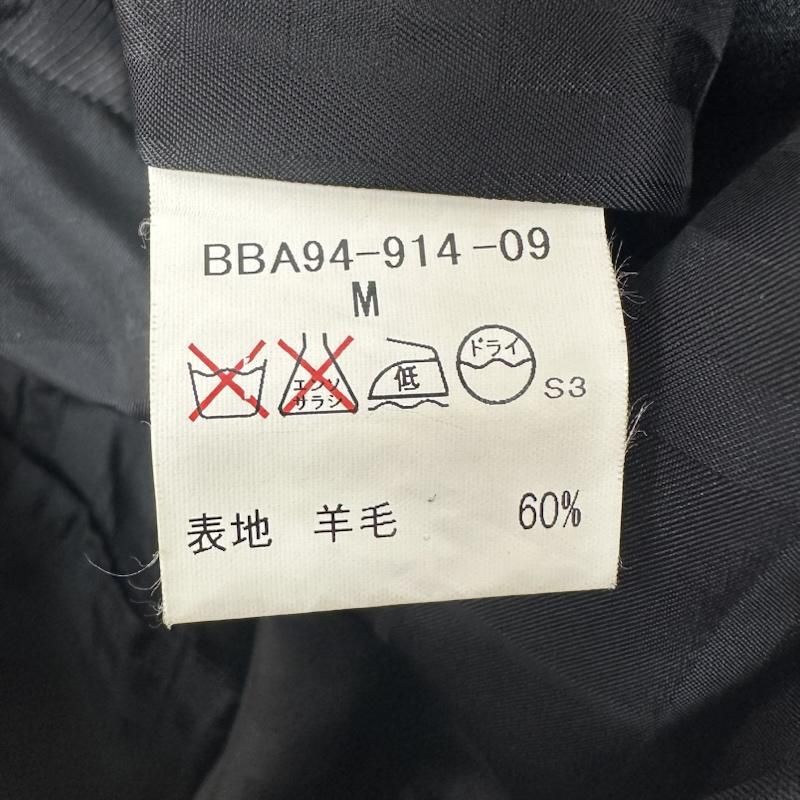 BBA94-914-09
M
エンソ
サラシ
低
ドライ
S3
表地 羊毛 60%